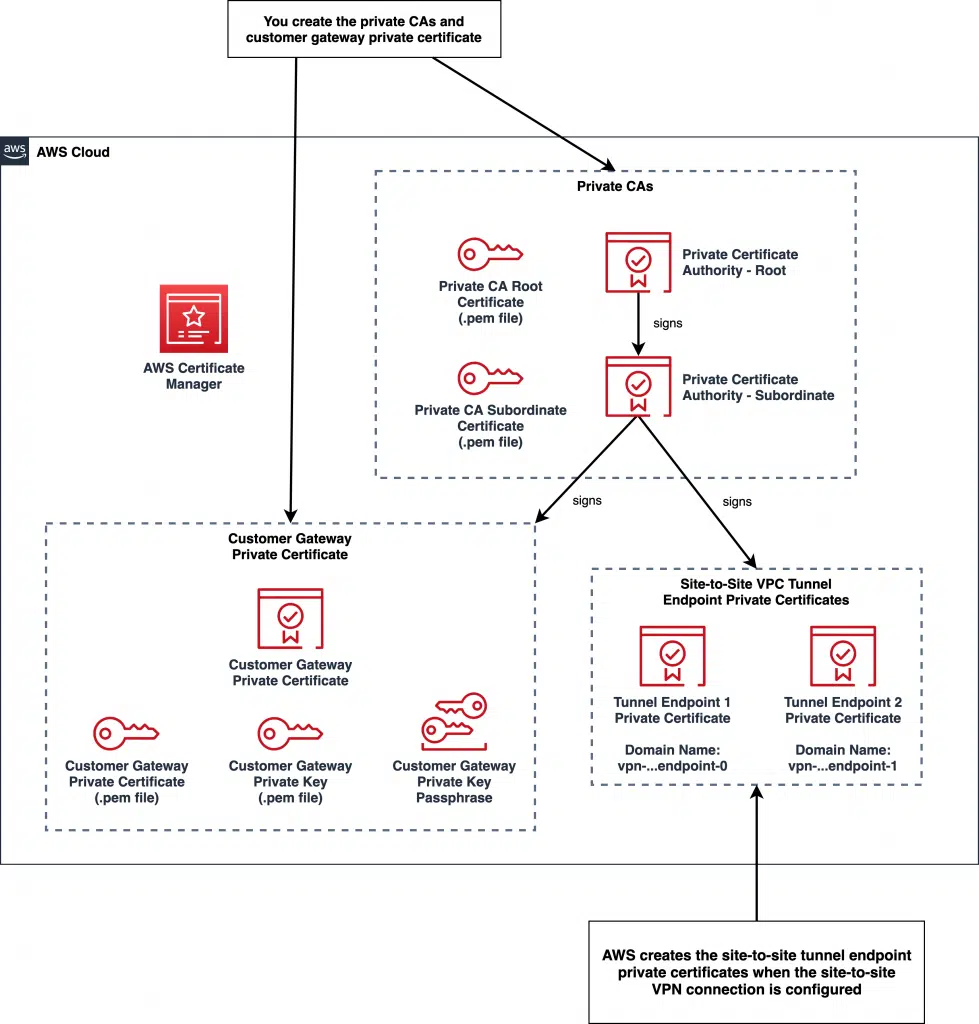 You create the private CAs and
customer gateway private certificate
aws
AWS Cloud
Private CAs
Private CA Root
Certificate
(.pem file)
Private Certificate
Authority - Root
signs
AWS Certificate
Manager
Private CA Subordinate
Certificate
(.pem file)
Private Certificate
Authority - Subordinate
signs
signs
Customer Gateway
Private Certificate
Customer Gateway
Private Certificate
Customer Gateway
Private Certificate
(.pem file)
Customer Gateway
Private Key
(.pem file)
Customer Gateway
Private Key
Passphrase
Site-to-Site VPC Tunnel
Endpoint Private Certificates
Tunnel Endpoint 1
Private Certificate
Domain Name:
vpn-...endpoint-0
Tunnel Endpoint 2
Private Certificate
Domain Name:
vpn-...endpoint-1
AWS creates the site-to-site tunnel endpoint
private certificates when the site-to-site
VPN connection is configured